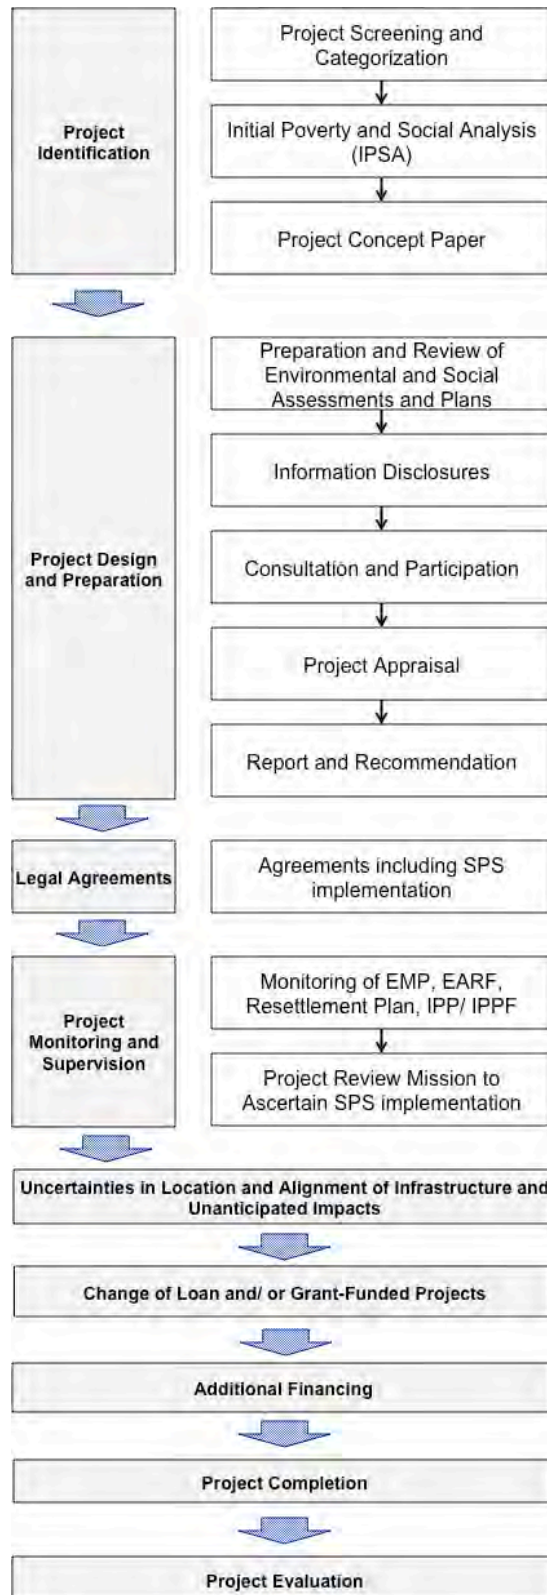 Project
Identification
Project Screening and
Categorization
Initial Poverty and Social Analysis
(IPSA)
Project Concept Paper
Project Design
and Preparation
Preparation and Review of
Environmental and Social
Assessments and Plans
Information Disclosures
Consultation and Participation
Project Appraisal
Report and Recommendation
Legal Agreements
Agreements including SPS
implementation
Project
Monitoring and
Supervision
Monitoring of EMP, EARF,
Resettlement Plan, IPP/ IPPF
Project Review Mission to
Ascertain SPS implementation
Uncertainties in Location and Alignment of Infrastructure and
Unanticipated Impacts
Change of Loan and/ or Grant-Funded Projects
Additional Financing
Project Completion
Project Evaluation